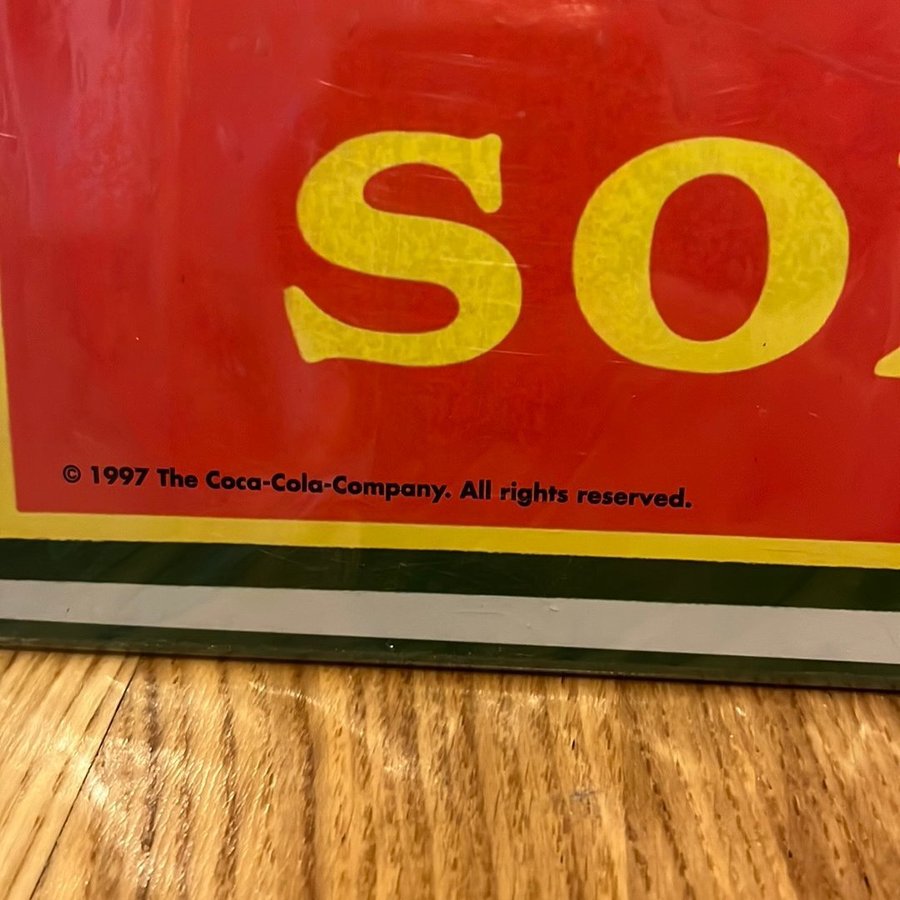 SO
© 1997 The Coca-Cola-Company. All rights reserved.